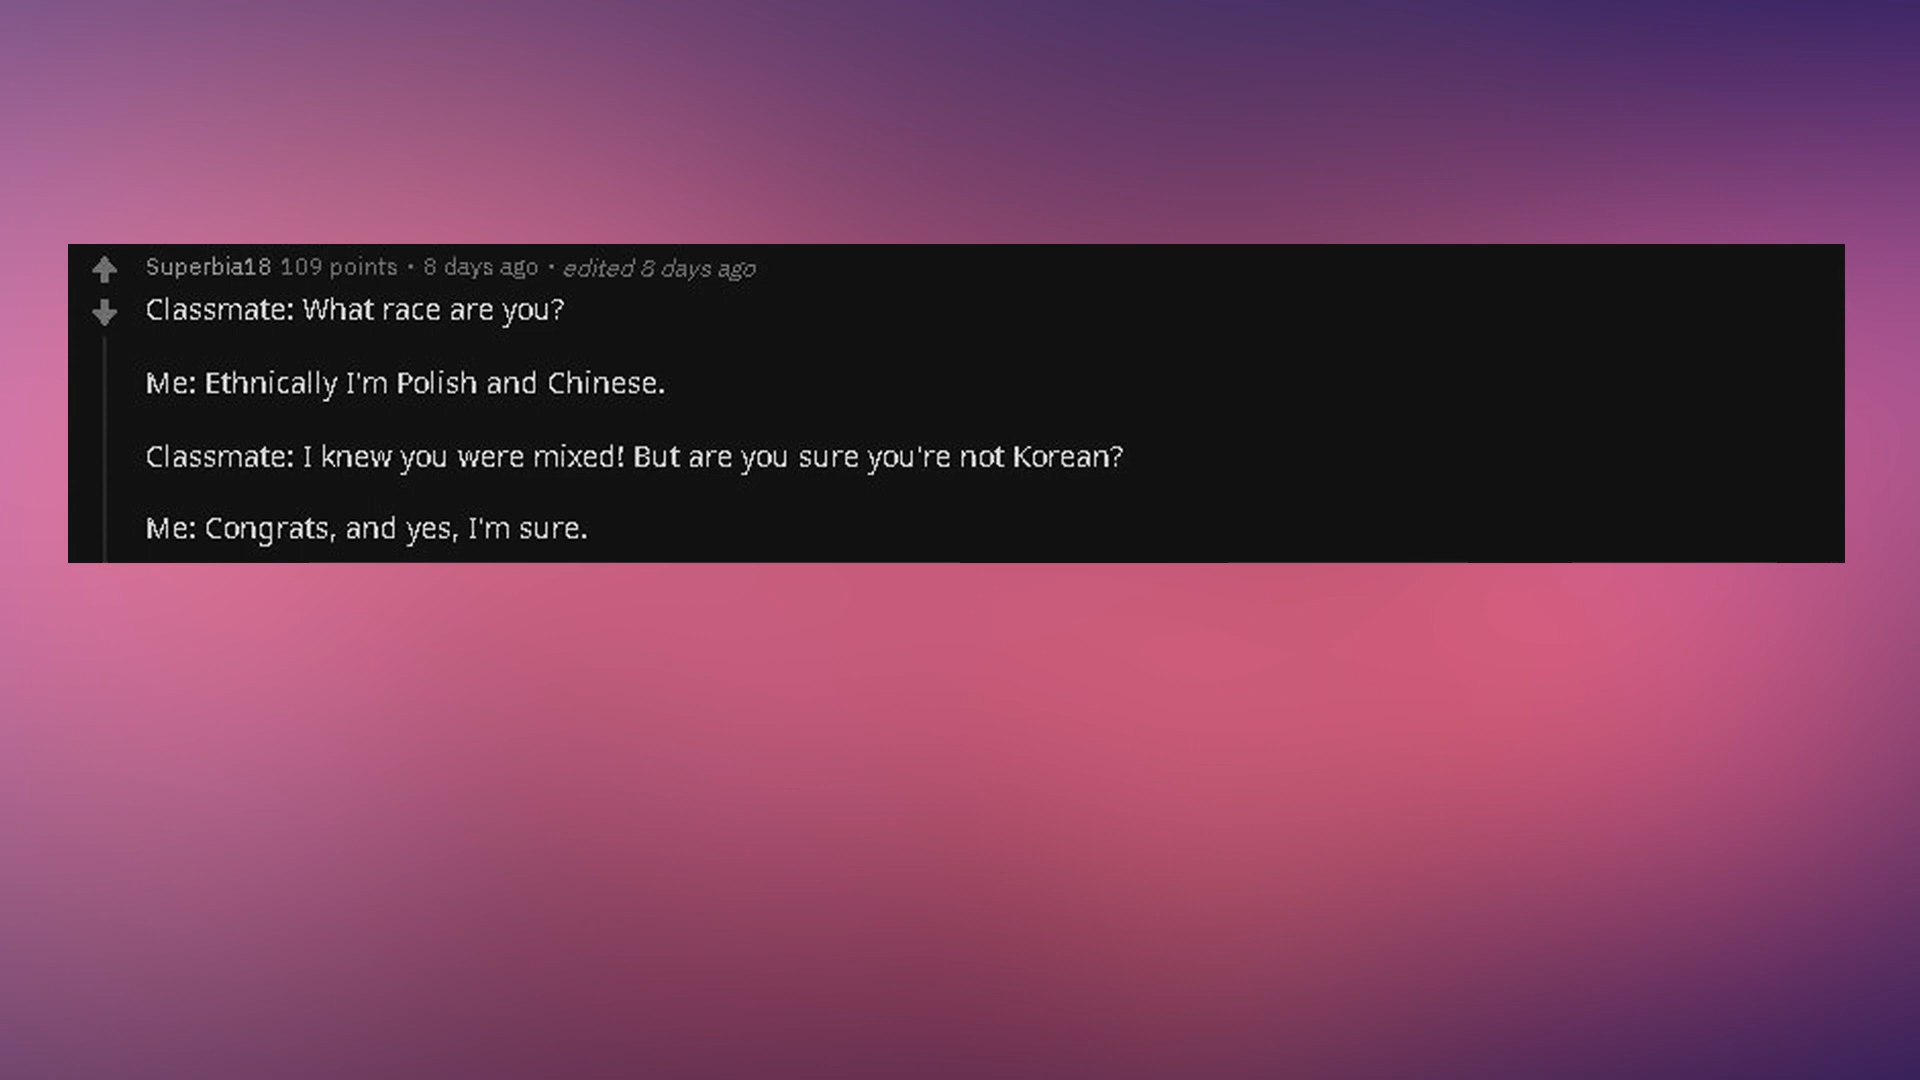 Superbia18 109 points · 8 days ago · edited 8 days ago
Classmate: What race are you?
Me: Ethnically I'm Polish and Chinese.
Classmate: I knew you were mixed! But are you sure you're not Korean?
Me: Congrats, and yes, I'm sure.